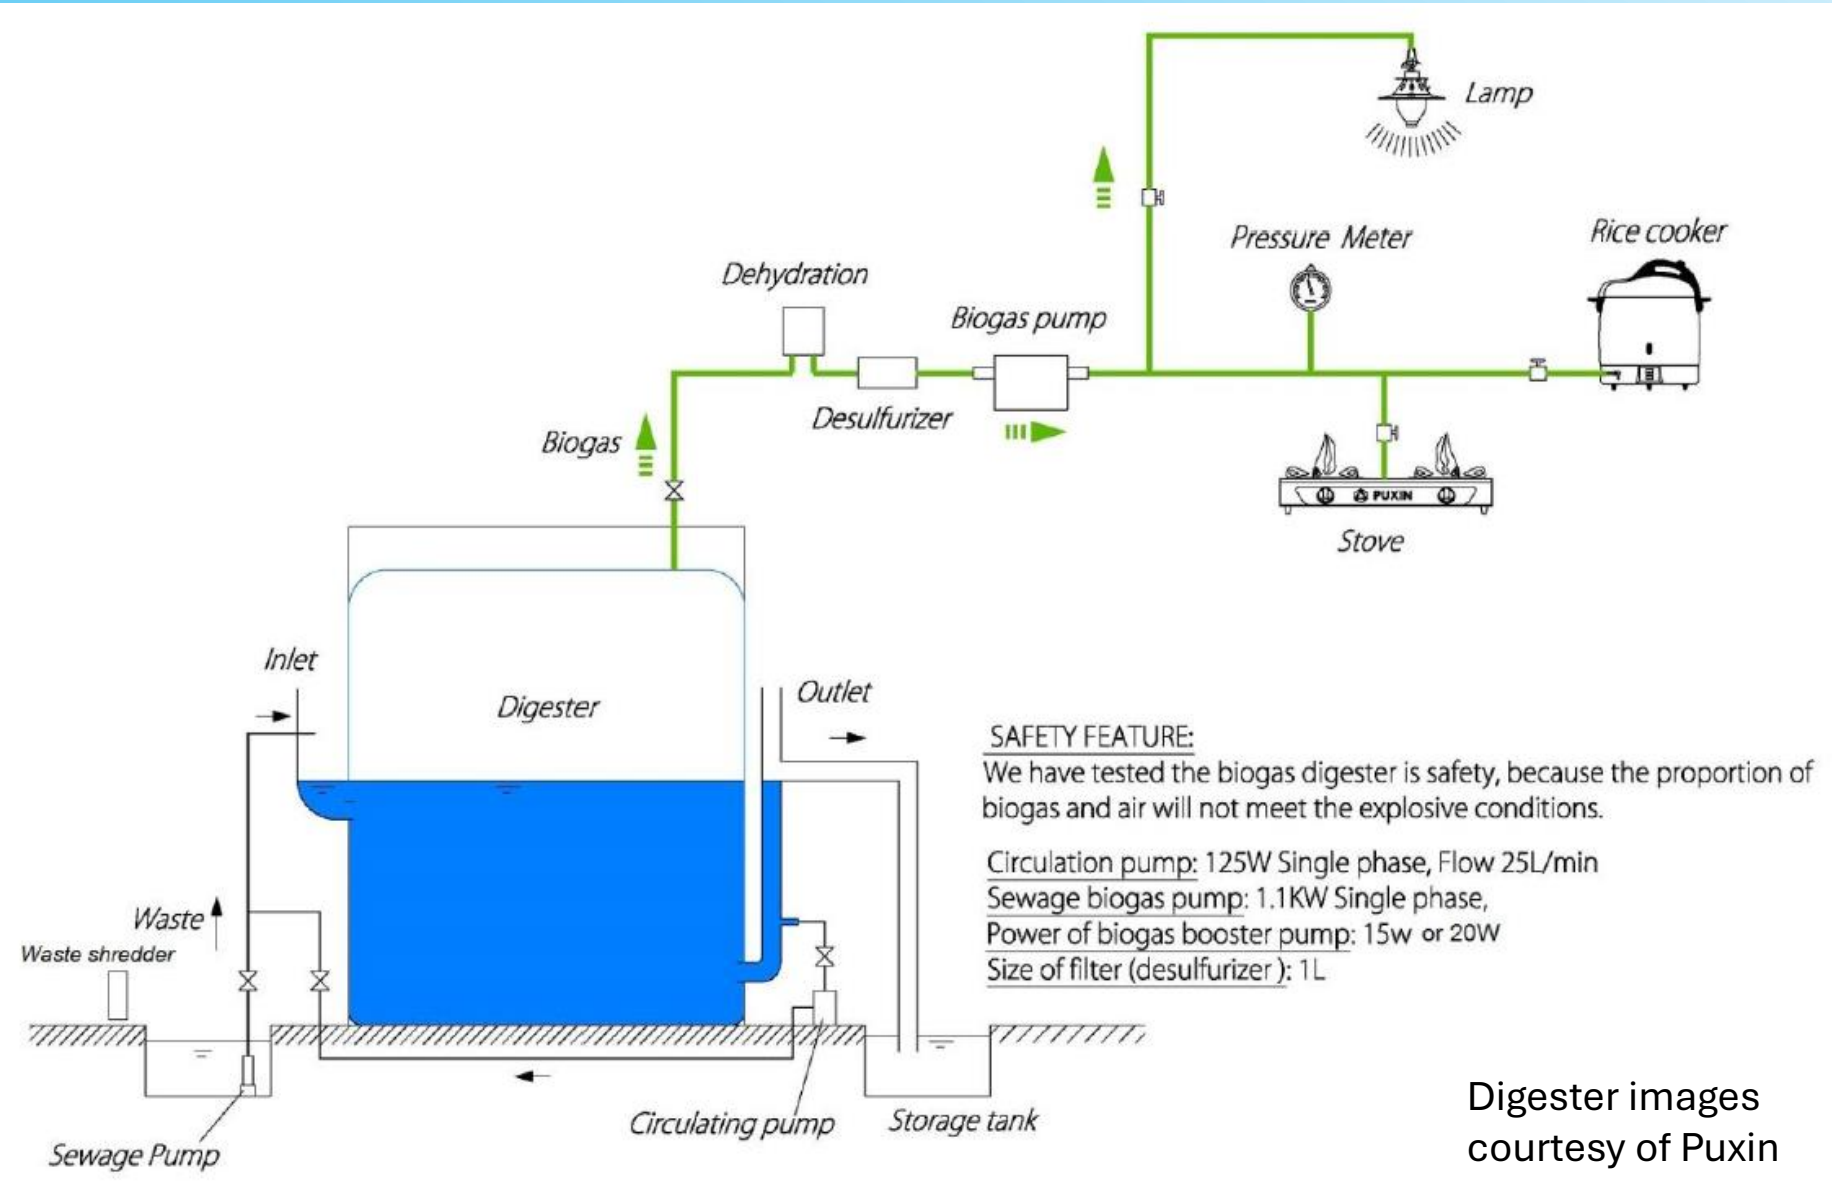 Lamp
Pressure Meter
Rice cooker
Dehydration
Biogas pump
Desulfurizer
Biogas
PUXIN
Stove
Inlet
Digester
Outlet
SAFETY FEATURE:
We have tested the biogas digester is safety, because the proportion of
biogas and air will not meet the explosive conditions.
Circulation pump: 125W Single phase, Flow 25L/min
Sewage biogas pump: 1.1KW Single phase,
Power of biogas booster pump: 15w or 20W
Size of filter (desulfurizer ): 1L
Waste
Waste shredder
Sewage Pump
Circulating pump
Storage tank
Digester images
courtesy of Puxin